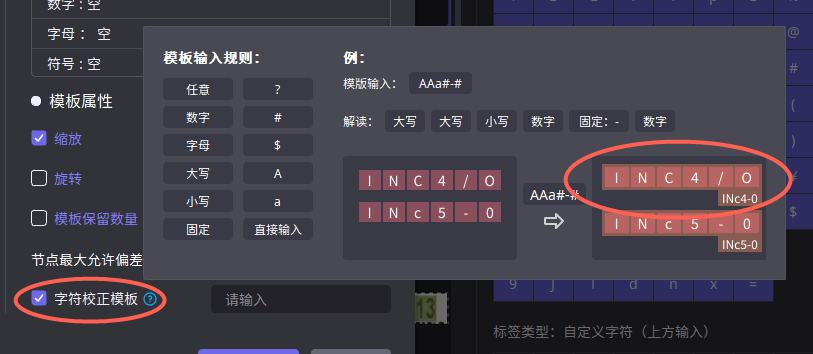 数字：空
字母： 空
符号：空
模板属性
缩放
旋转
模板保留数量
节点最大允许偏差
字符校正模板 ?
请输入
模板输入规则：
任意 ?
数字 #
字母 $
大写 A
小写 a
固定 直接输入
例：
模版输入： AAa#-#
解读： 大写 大写 小写 数字 固定：- 数字
I N C 4 / O
I N c 5 - 0
AAa#-#
I N C 4 / O
INc4-0
I N c 5 - 0
INc5-0
@
#
(
)
¥
$
9 j l d n x =
13
标签类型：自定义字符（上方输入）